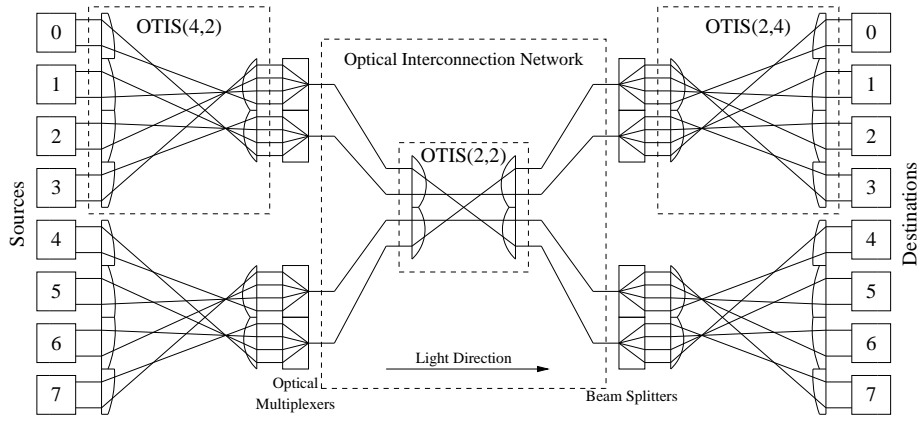 OTIS(4,2)
OTIS(2,4)
Optical Interconnection Network
OTIS(2,2)
Sources
0
1
2
3
4
5
6
7
Destinations
0
1
2
3
4
5
6
7
Optical
Multiplexers
Light Direction
Beam Splitters